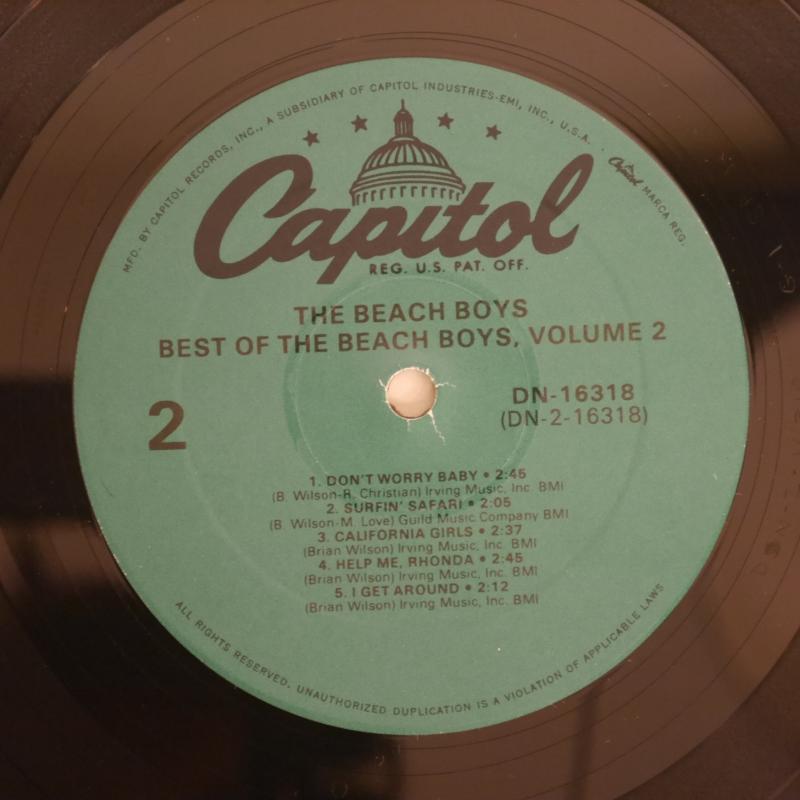 MFD. BY CAPITOL RECORDS, INC., A SUBSIDIARY OF CAPITOL INDUSTRIES-EMI, INC., U.S.A. . Capitol MARCA REG.
Capitol
REG. U.S. PAT. OFF.
THE BEACH BOYS
BEST OF THE BEACH BOYS, VOLUME 2
DN-16318
2 (DN-2-16318)
1. DON'T WORRY BABY • 2:45
(B. Wilson-R. Christian) Irving Music, Inc. BMI
2. SURFIN' SAFARI • 2:05
(B. Wilson-M. Love) Guild Music Company BMI
3. CALIFORNIA GIRLS • 2:37
(Brian Wilson) Irving Music, Inc. BMI
4. HELP ME, RHONDA • 2:45
(Brian Wilson) Irving Music, Inc. BMI
5. I GET AROUND • 2:12
(Brian Wilson) Irving Music, Inc. BMI
ALL RIGHTS RESERVED. UNAUTHORIZED DUPLICATION IS A VIOLATION OF APPLICABLE LAWS